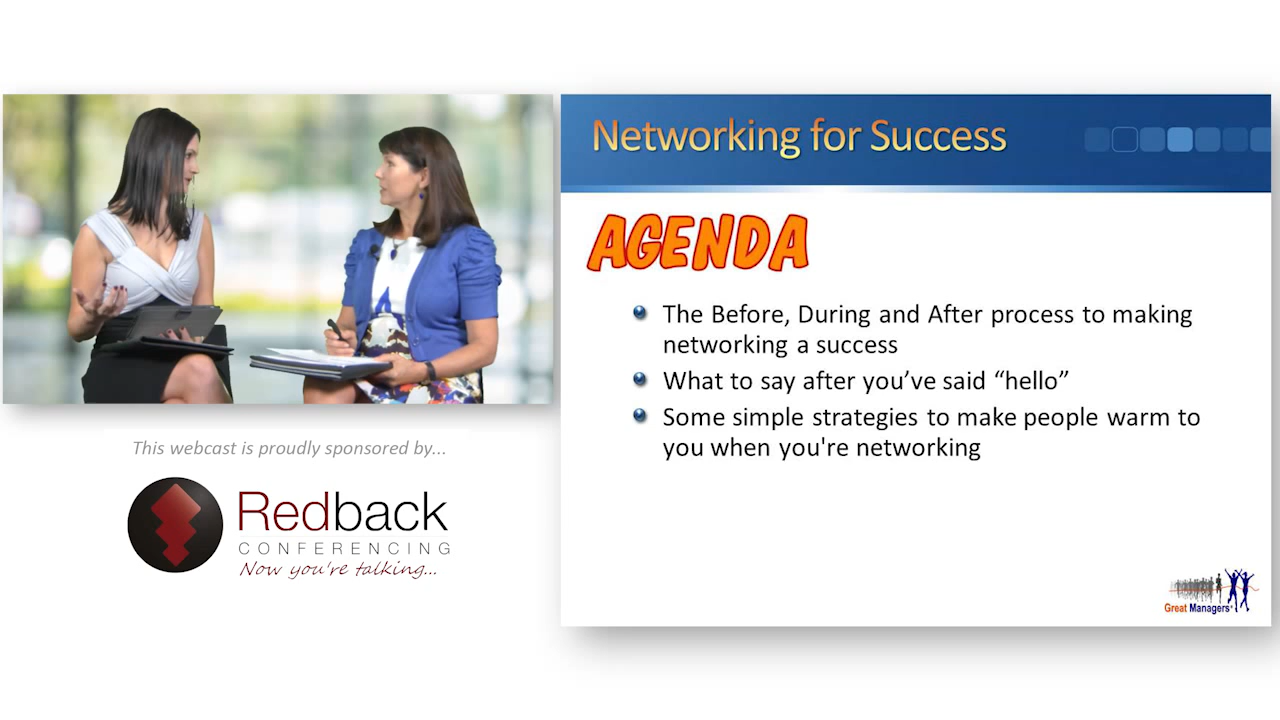 This webcast is proudly sponsored by...
Redback
CONFERENCING
Now you're talking...
Networking for Success
AGENDA
The Before, During and After process to making
networking a success
What to say after you’ve said “hello”
Some simple strategies to make people warm to
you when you're networking
Great Managers®